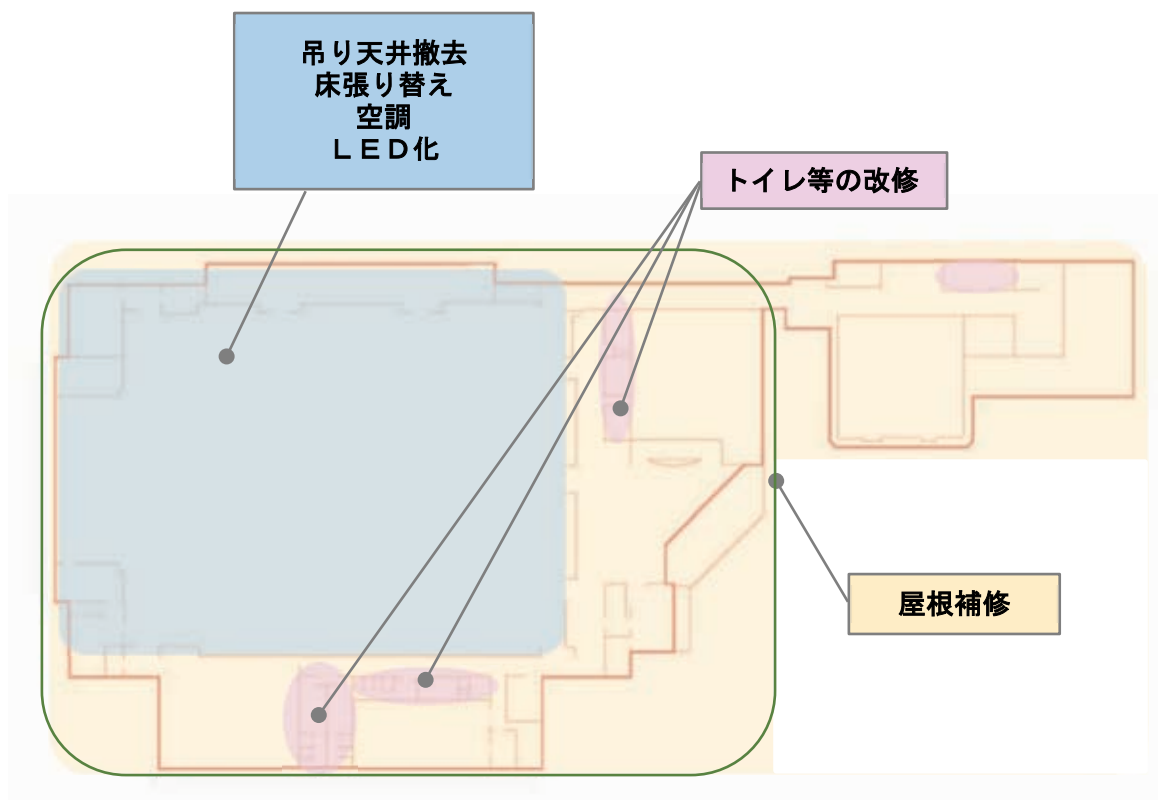 吊り天井撤去
床張り替え
空調
ＬＥＤ化
トイレ等の改修
屋根補修